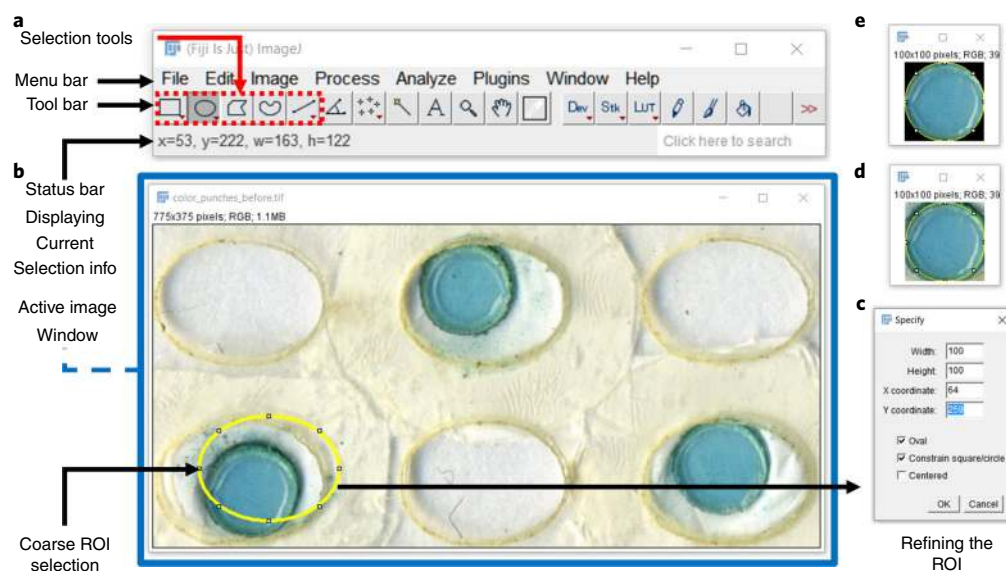 a
Selection tools
(Fiji Is Just) ImageJ
Menu bar
File Edit Image Process Analyze Plugins Window Help
Tool bar
A Dev Stk LUT >>
x=53, y=222, w=163, h=122
Click here to search
b
Status bar
Displaying
Current
Selection info
Active image
Window
color_punches_before.tif
775x375 pixels; RGB; 1.1MB
Coarse ROI
selection
e
100x100 pixels; RGB; 39
d
100x100 pixels; RGB; 39
c
Specify
Width: 100
Height: 100
X coordinate: 64
Y coordinate:
Oval
Constrain square/circle
Centered
OK Cancel
Refining the
ROI